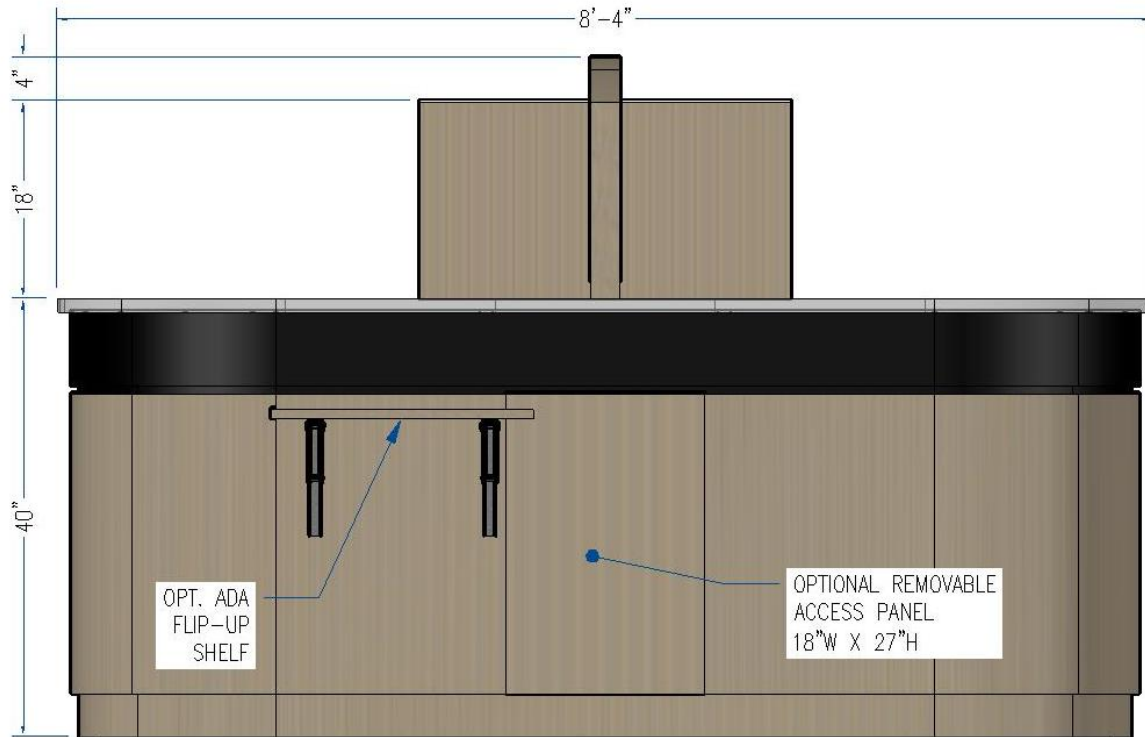 8'-4"
4"
18"
40"
OPT. ADA
FLIP-UP
SHELF
OPTIONAL REMOVABLE
ACCESS PANEL
18"W X 27"H